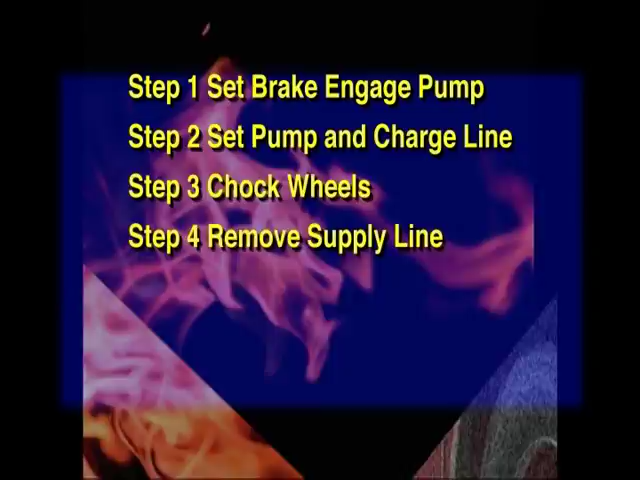 Step 1 Set Brake Engage Pump
Step 2 Set Pump and Charge Line
Step 3 Chock Wheels
Step 4 Remove Supply Line